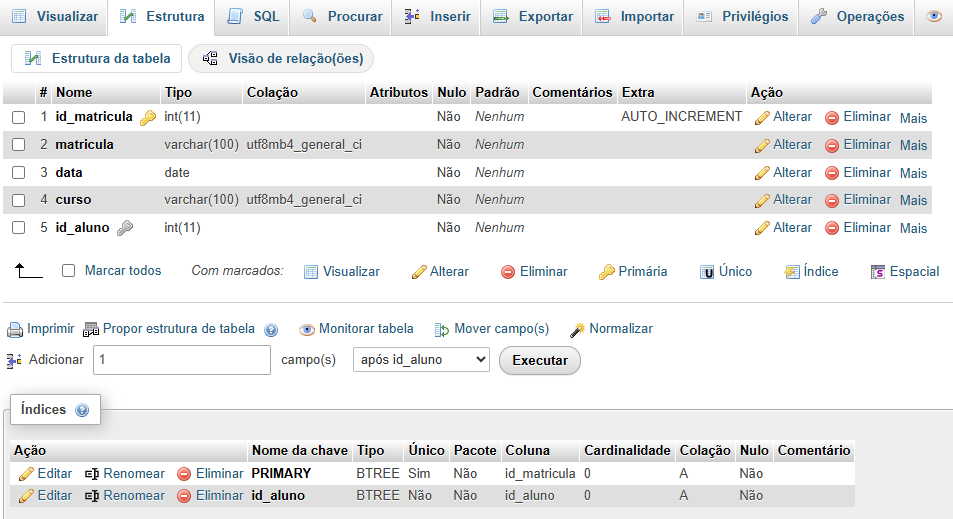 Visualizar Estrutura SQL Procurar Inserir Exportar Importar Privilégios Operações
Estrutura da tabela Visão de relação(ões)
# Nome Tipo Colação Atributos Nulo Padrão Comentários Extra Ação
1 id_matricula int(11) Não Nenhum AUTO_INCREMENT Alterar Eliminar Mais
2 matricula varchar(100) utf8mb4_general_ci Não Nenhum Alterar Eliminar Mais
3 data date Não Nenhum Alterar Eliminar Mais
4 curso varchar(100) utf8mb4_general_ci Não Nenhum Alterar Eliminar Mais
5 id_aluno int(11) Não Nenhum Alterar Eliminar Mais
Marcar todos Com marcados: Visualizar Alterar Eliminar Primária Único Índice Espacial
Imprimir Propor estrutura de tabela Monitorar tabela Mover campo(s) Normalizar
Adicionar 1 campo(s) após id_aluno Executar
Índices
Ação Nome da chave Tipo Único Pacote Coluna Cardinalidade Colação Nulo Comentário
Editar Renomear Eliminar PRIMARY BTREE Sim Não id_matricula 0 A Não
Editar Renomear Eliminar id_aluno BTREE Não Não id_aluno 0 A Não